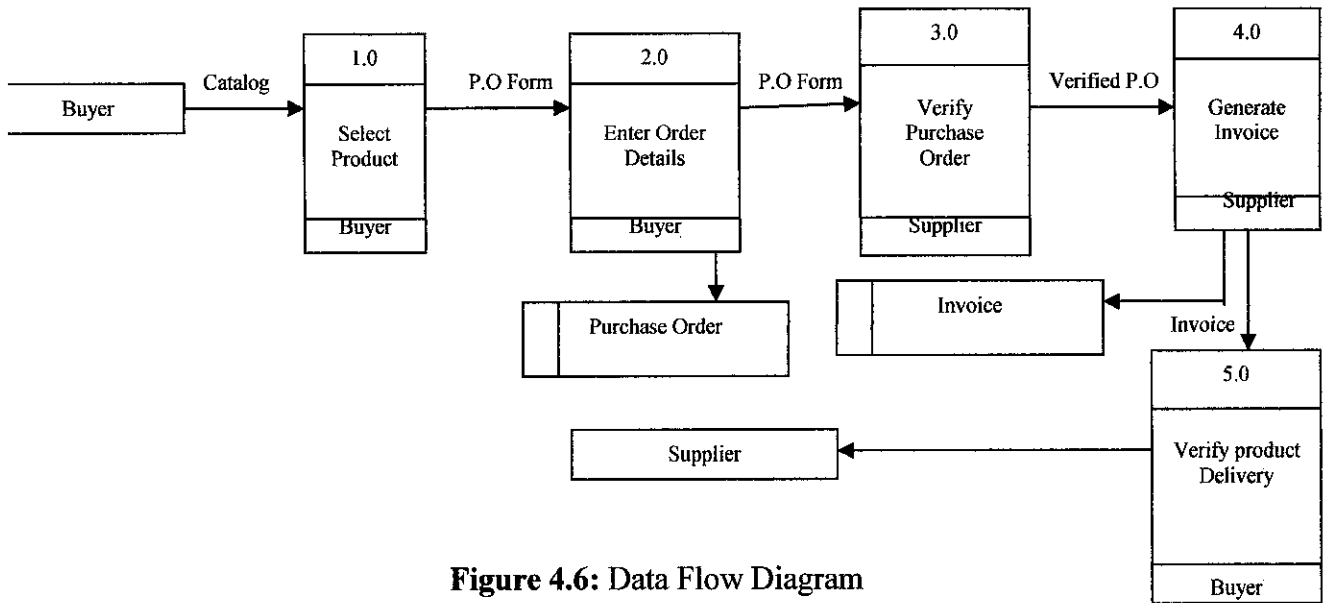 Buyer
Catalog
1.0
Select
Product
Buyer
P.O Form
2.0
Enter Order
Details
Buyer
P.O Form
3.0
Verify
Purchase
Order
Supplier
Verified P.O
4.0
Generate
Invoice
Supplier
Purchase Order
Invoice
Invoice
5.0
Verify product
Delivery
Buyer
Supplier
Figure 4.6: Data Flow Diagram